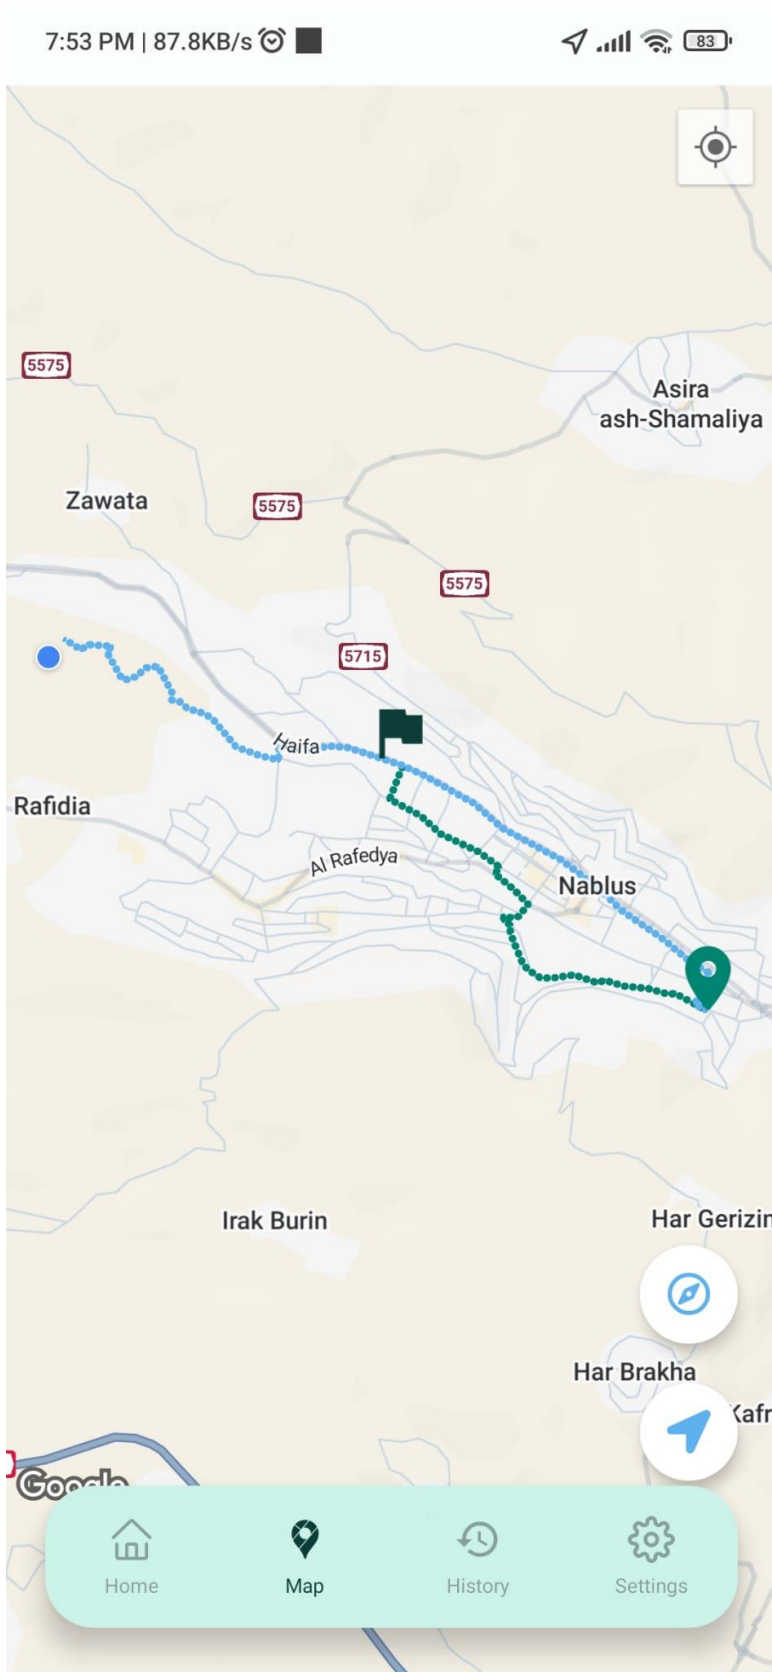 7:53 PM | 87.8KB/s
83
5575
Asira
ash-Shamaliya
Zawata
5575
5575
5715
Haifa
Rafidia
Al Rafedya
Nablus
Irak Burin
Har Gerizin
Har Brakha
Kafr
Google
Home
Map
History
Settings